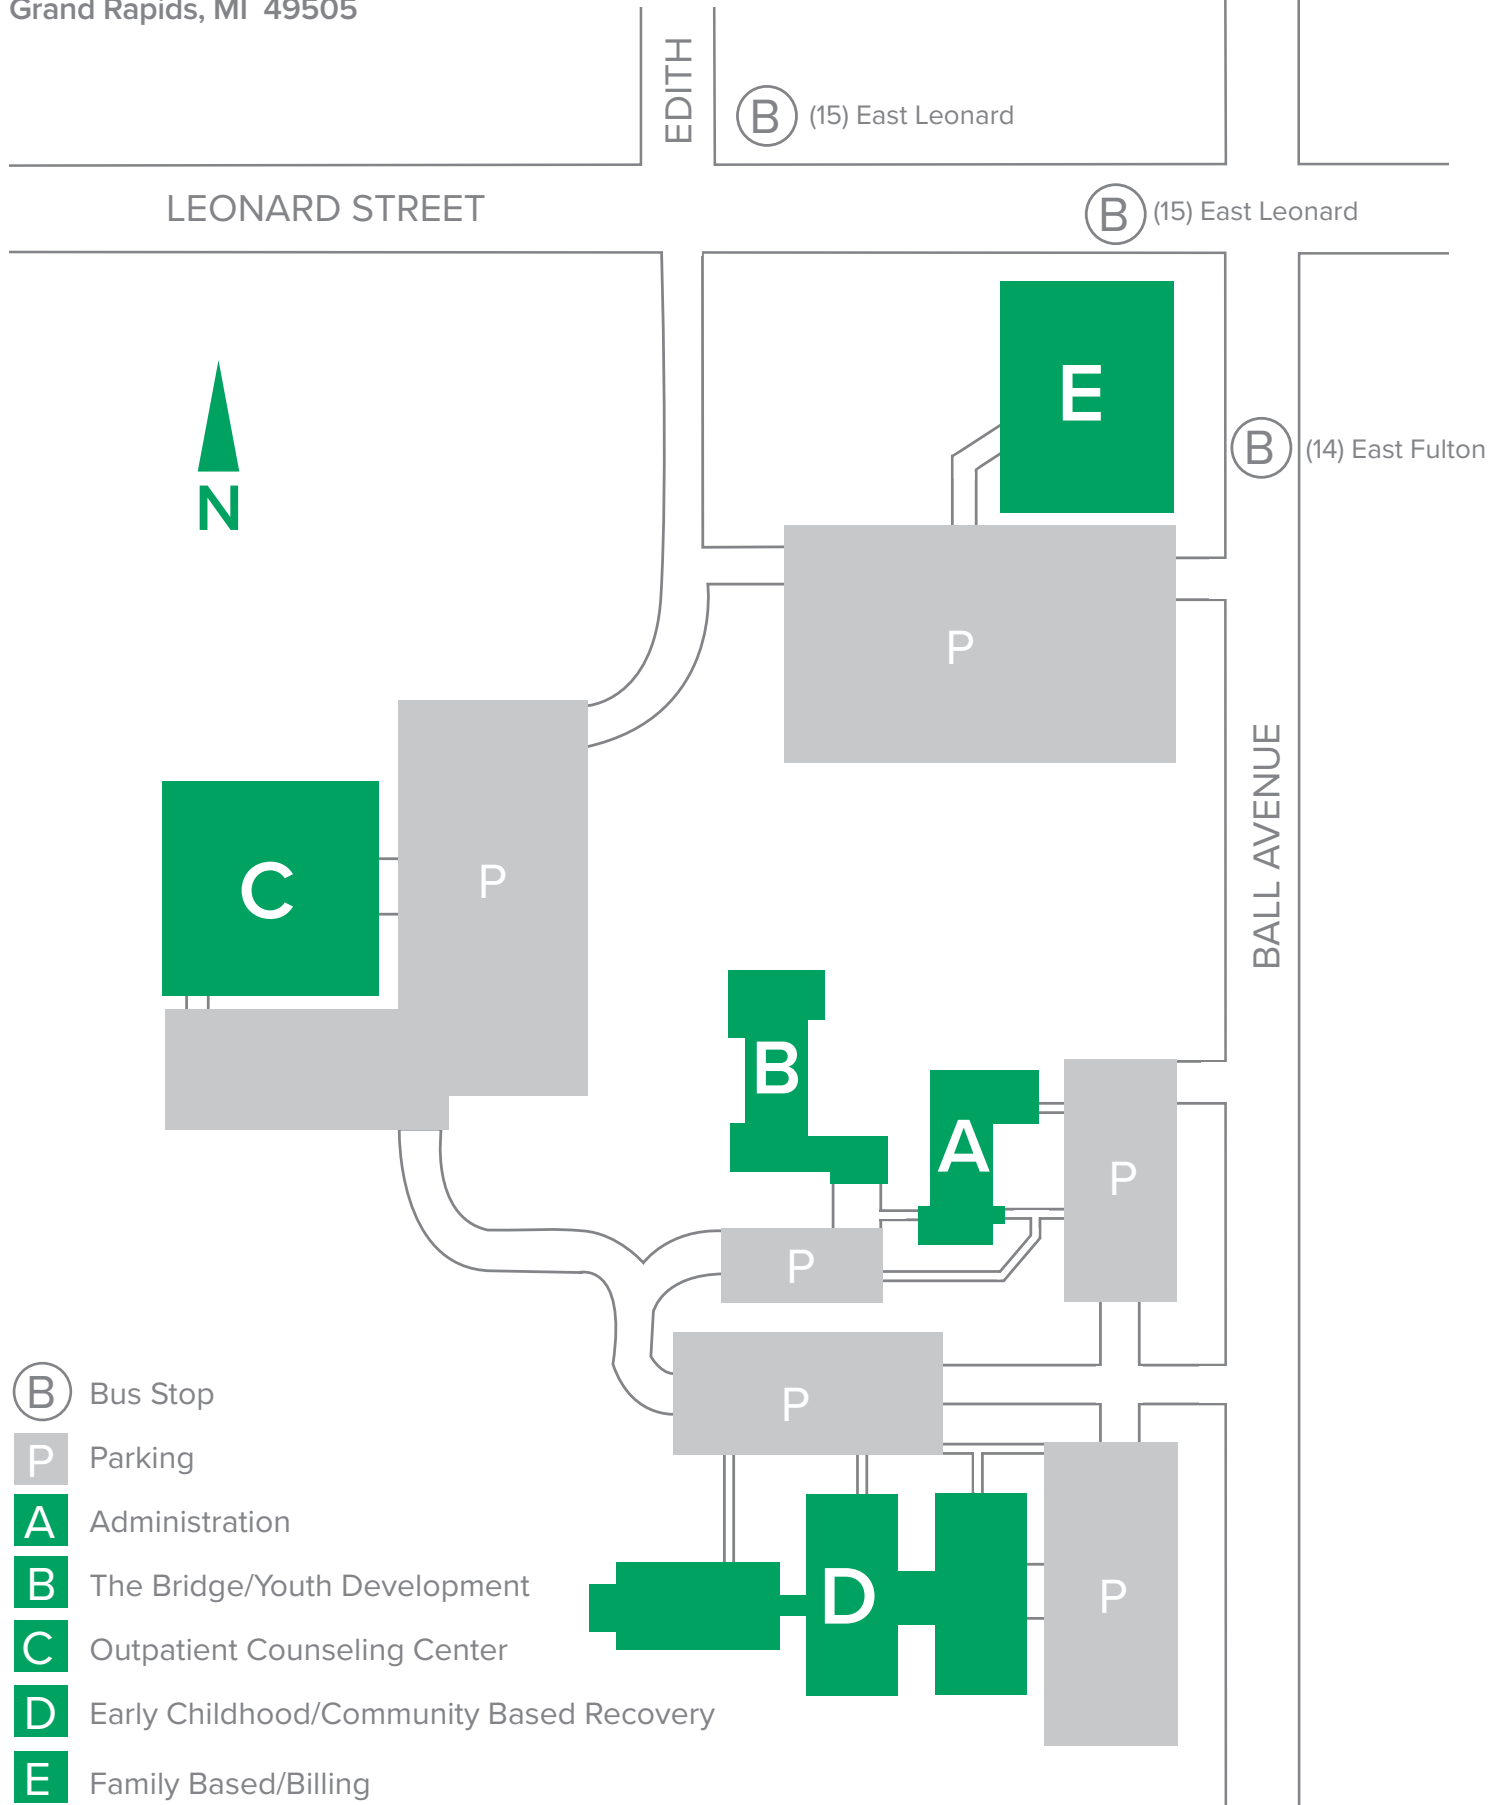 Grand Rapids, MI 49505
EDITH
B (15) East Leonard
LEONARD STREET
B (15) East Leonard
E
B (14) East Fulton
N
P
BALL AVENUE
C
P
B
A
P
P
P
D
P
B Bus Stop
P Parking
A Administration
B The Bridge/Youth Development
C Outpatient Counseling Center
D Early Childhood/Community Based Recovery
E Family Based/Billing